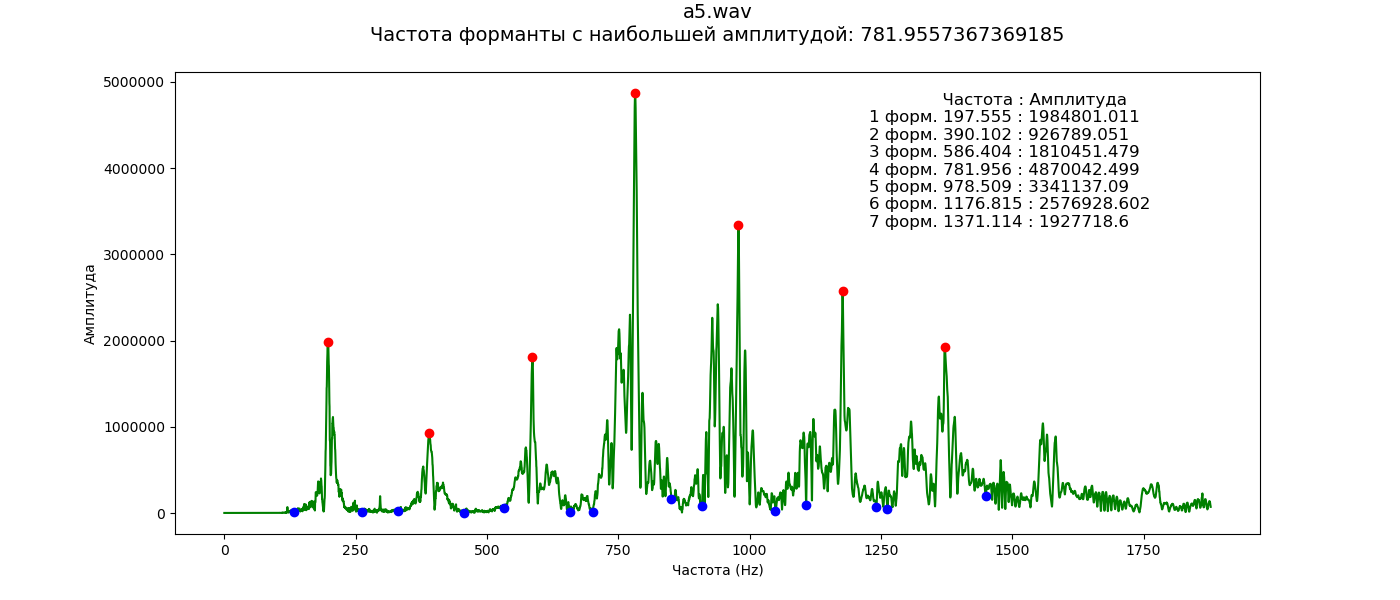 a5.wav
Частота форманты с наибольшей амплитудой: 781.9557367369185
5000000
4000000
3000000
2000000
1000000
0
Амплитуда
Частота : Амплитуда
1 форм. 197.555 : 1984801.011
2 форм. 390.102 : 926789.051
3 форм. 586.404 : 1810451.479
4 форм. 781.956 : 4870042.499
5 форм. 978.509 : 3341137.09
6 форм. 1176.815 : 2576928.602
7 форм. 1371.114 : 1927718.6
0 250 500 750 1000 1250 1500 1750
Частота (Hz)